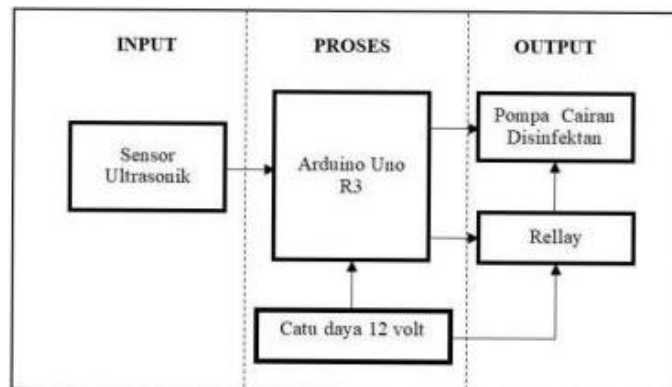 INPUT
PROSES
OUTPUT
Sensor
Ultrasonik
Arduino Uno
R3
Pompa Cairan
Disinfektan
Rellay
Catu daya 12 volt